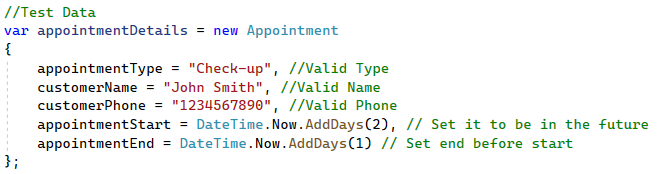 //Test Data
var appointmentDetails = new Appointment
{
    appointmentType = "Check-up", //Valid Type
    customerName = "John Smith", //Valid Name
    customerPhone = "1234567890", //Valid Phone
    appointmentStart = DateTime.Now.AddDays(2), // Set it to be in the future
    appointmentEnd = DateTime.Now.AddDays(1) // Set end before start
};